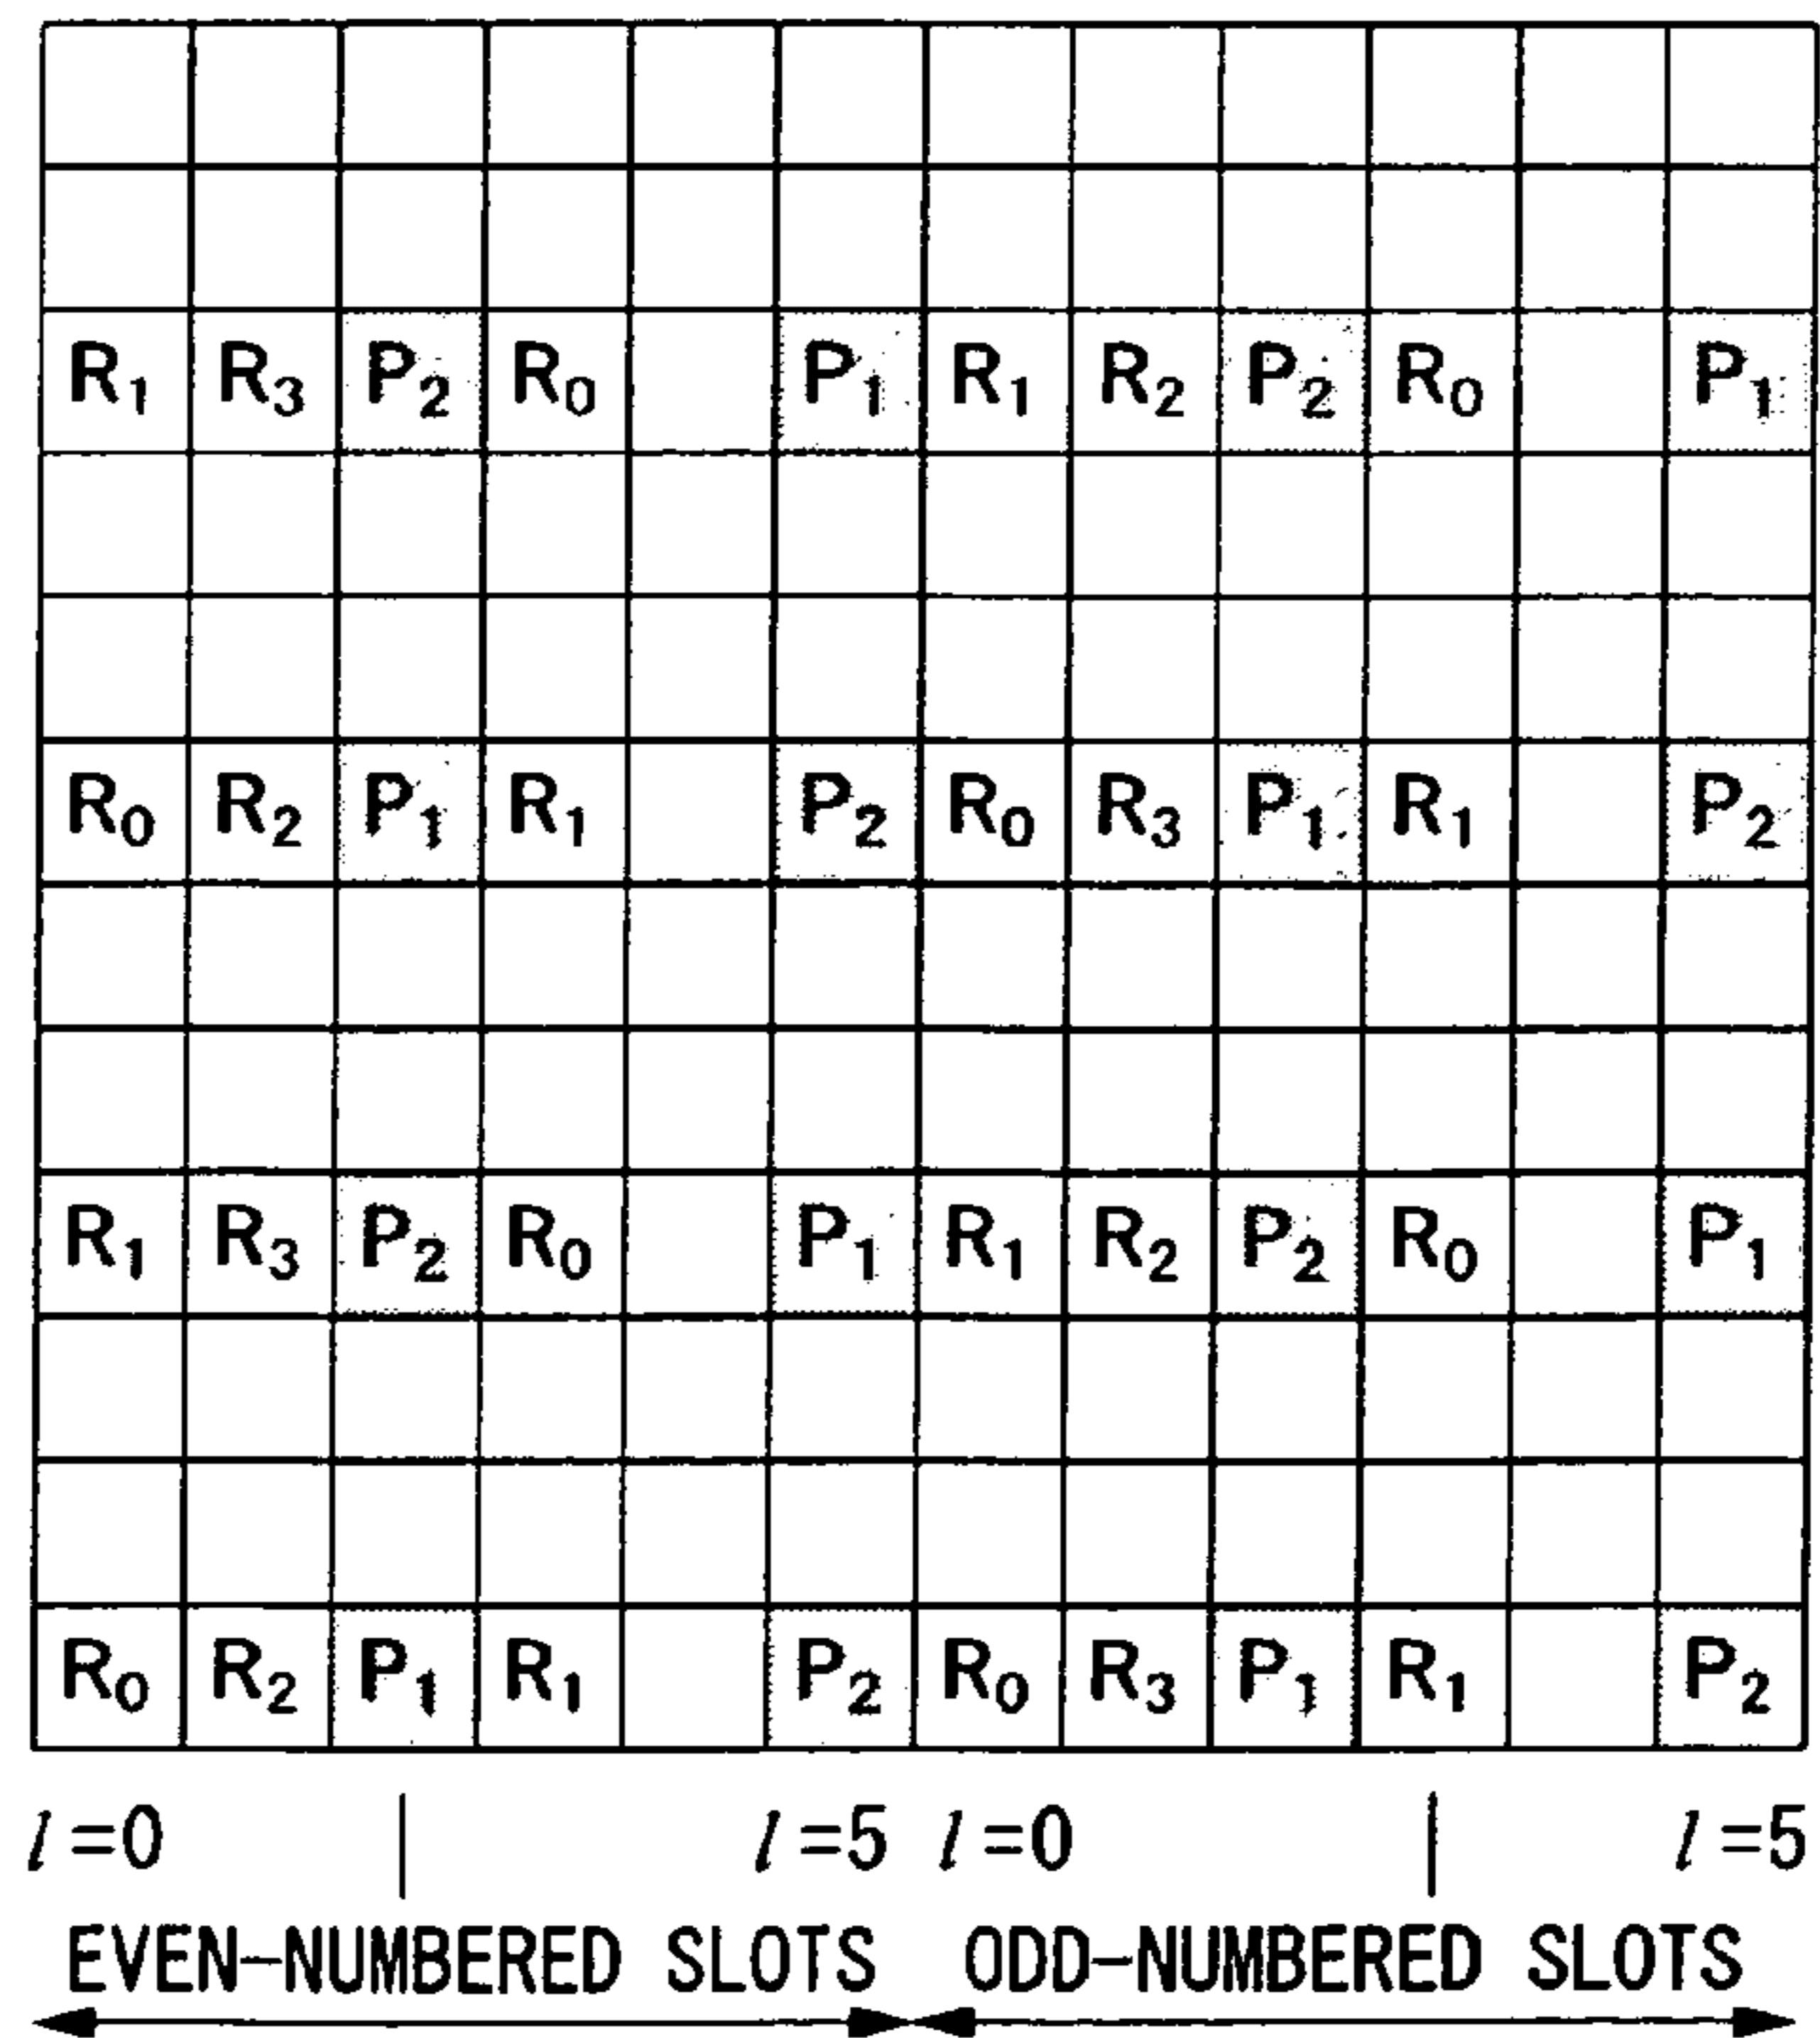 R₁ R₃ P₂ R₀ P₁ R₁ R₂ P₂ R₀ P₁
R₀ R₂ P₁ R₁ P₂ R₀ R₃ P₁ R₁ P₂
R₁ R₃ P₂ R₀ P₁ R₁ R₂ P₂ R₀ P₁
R₀ R₂ P₁ R₁ P₂ R₀ R₃ P₁ R₁ P₂
l=0 | l=5 l=0 | l=5
EVEN-NUMBERED SLOTS ODD-NUMBERED SLOTS